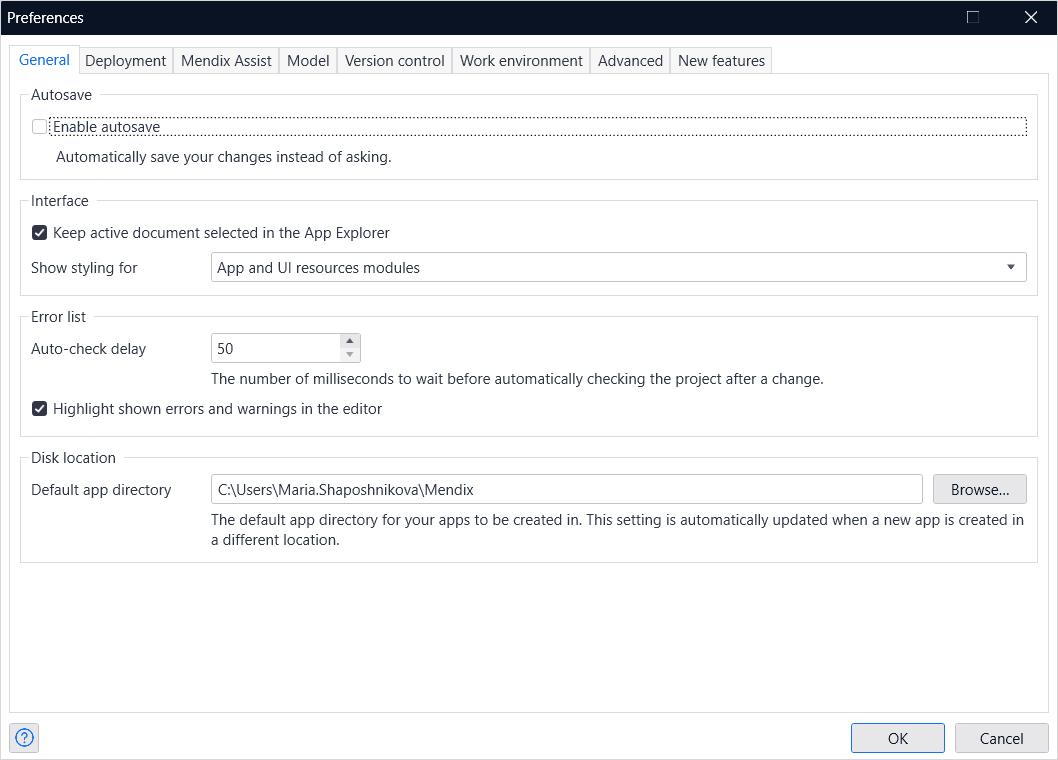 Preferences
General Deployment Mendix Assist Model Version control Work environment Advanced New features
Autosave
Enable autosave
Automatically save your changes instead of asking.
Interface
Keep active document selected in the App Explorer
Show styling for App and UI resources modules
Error list
Auto-check delay 50
The number of milliseconds to wait before automatically checking the project after a change.
Highlight shown errors and warnings in the editor
Disk location
Default app directory C:\Users\Maria.Shaposhnikova\Mendix Browse...
The default app directory for your apps to be created in. This setting is automatically updated when a new app is created in
a different location.
? OK Cancel